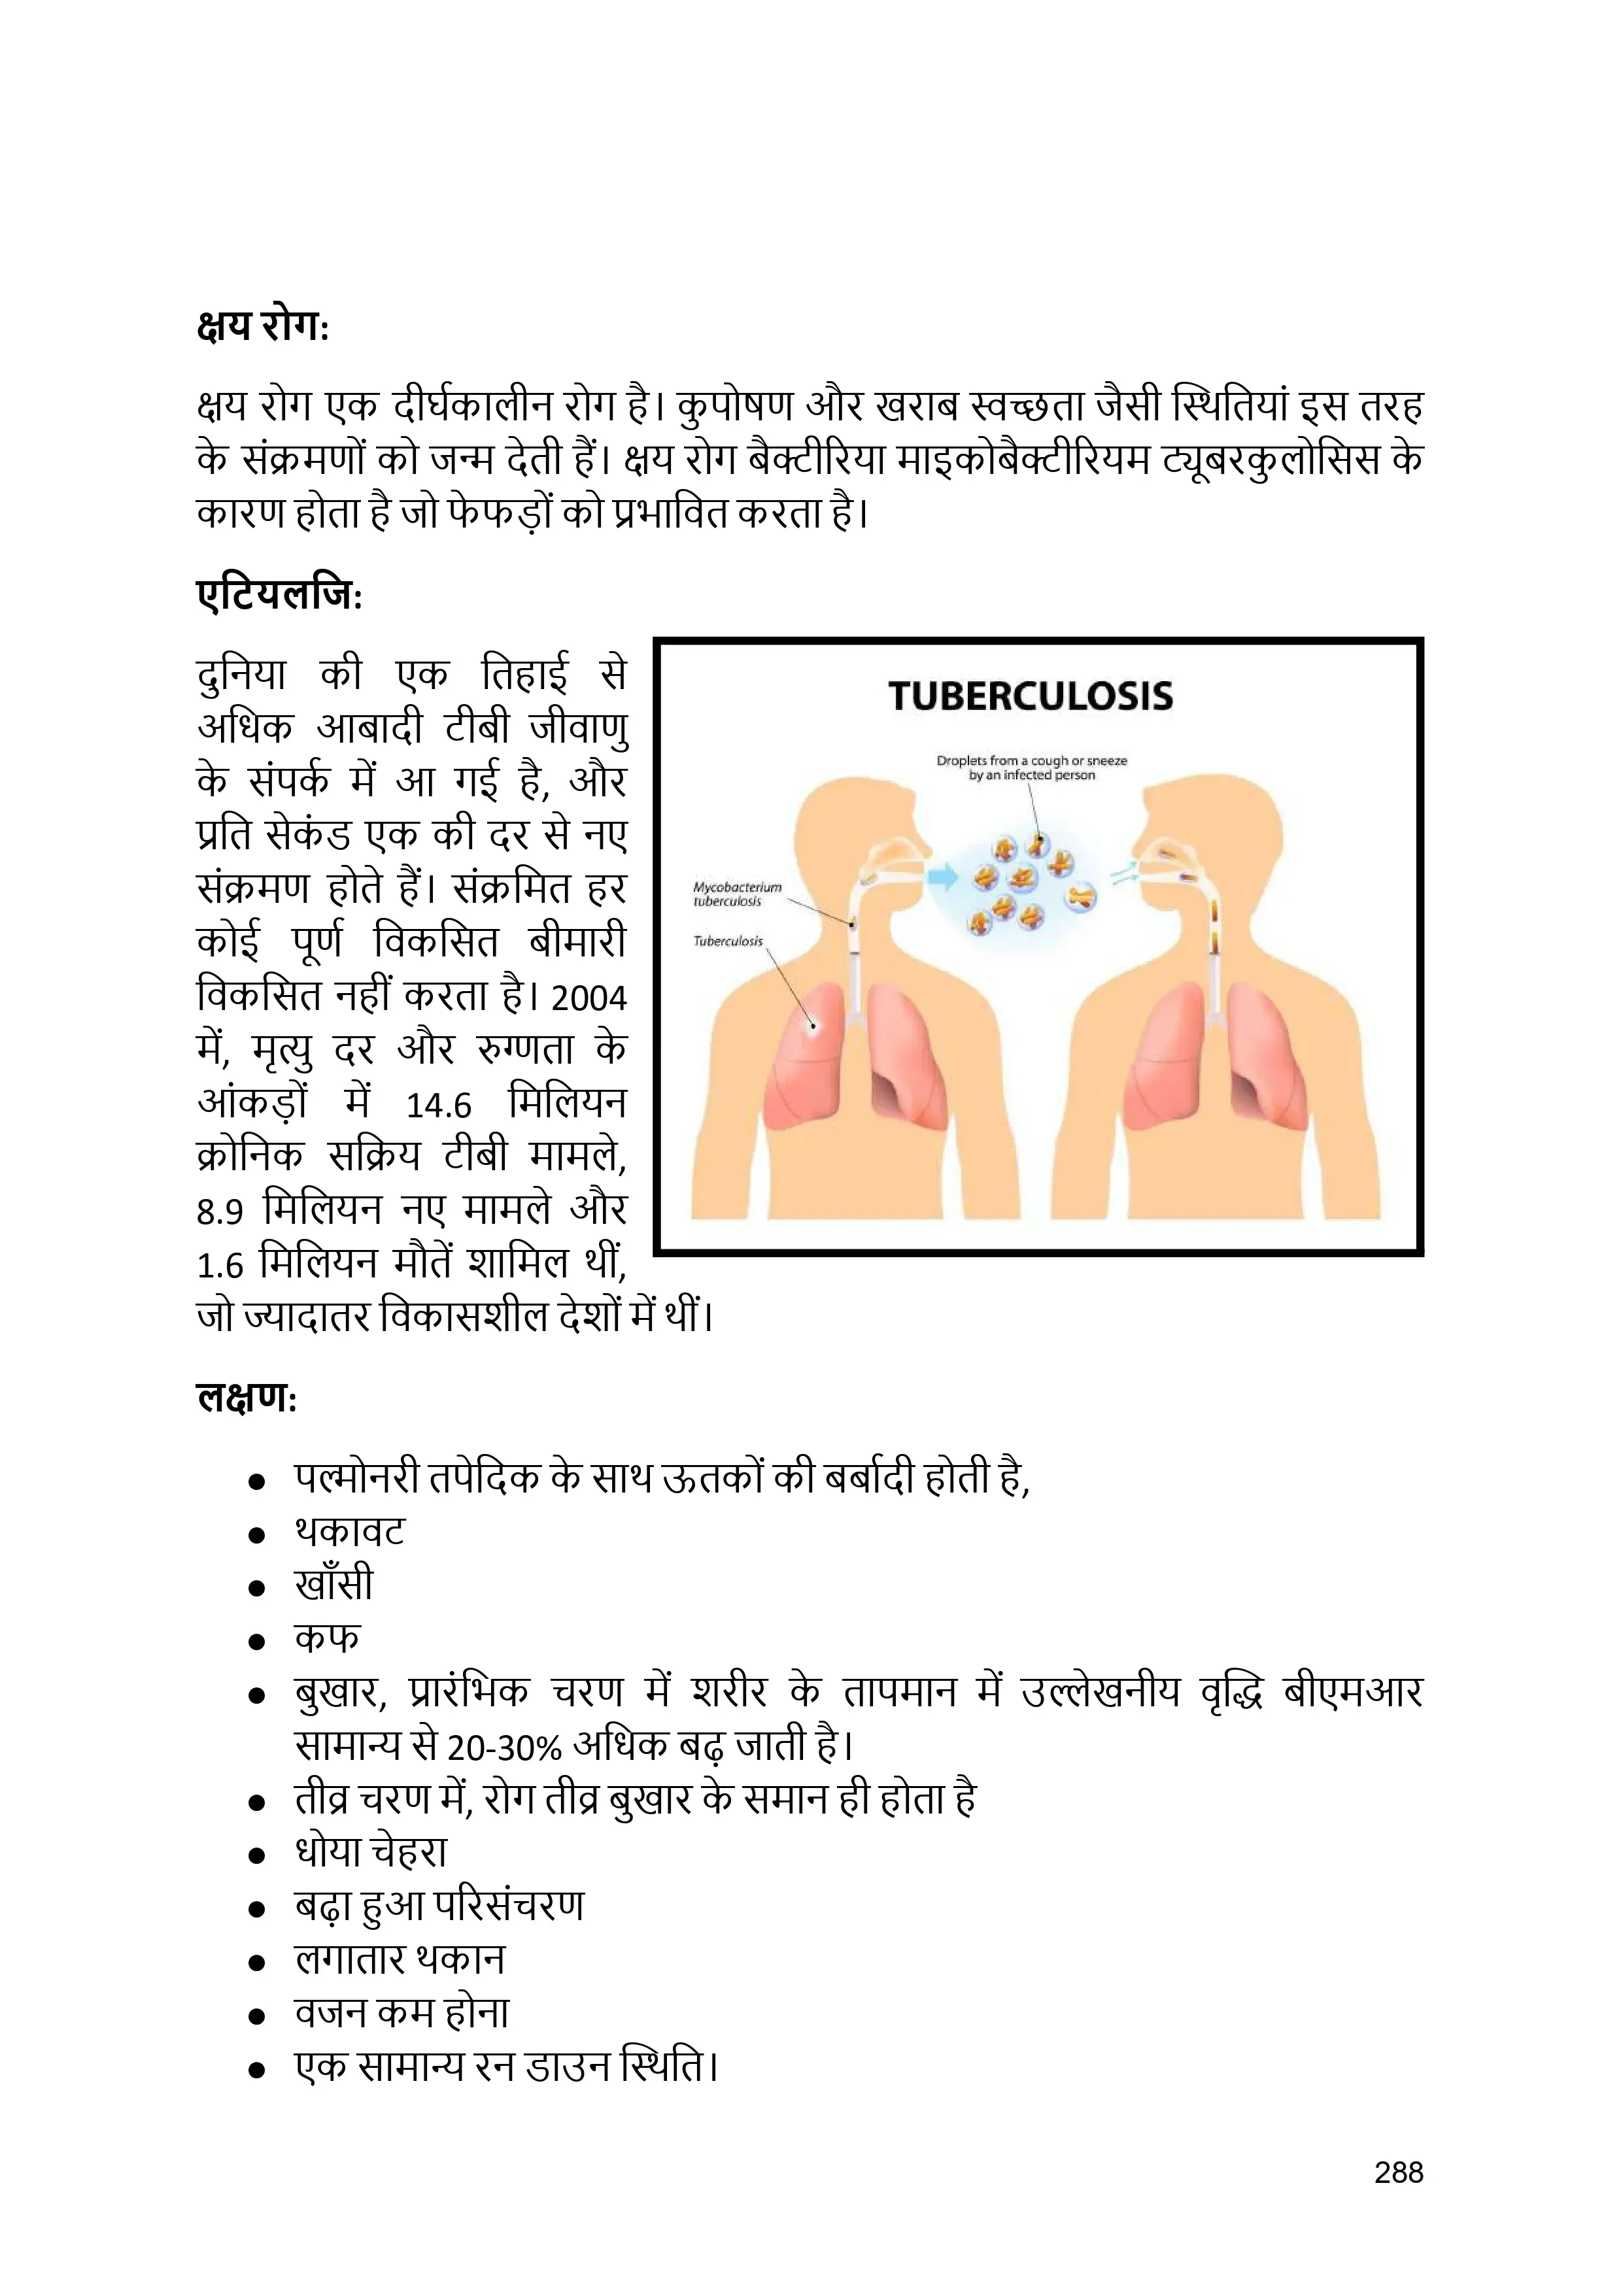 क्षय रोग:
क्षय रोग एक दीर्घकालीन रोग है। कुपोषण और खराब स्वच्छता जैसी स्थितियां इस तरह
के संक्रमणों को जन्म देती हैं। क्षय रोग बैक्टीरिया माइकोबैक्टीरियम ट्यूबरकुलोसिस के
कारण होता है जो फेफड़ों को प्रभावित करता है।
एटियलजि:
दुनिया की एक तिहाई से
अधिक आबादी टीबी जीवाणु
के संपर्क में आ गई है, और
प्रति सेकंड एक की दर से नए
संक्रमण होते हैं। संक्रमित हर
कोई पूर्ण विकसित बीमारी
विकसित नहीं करता है। 2004
में, मृत्यु दर और रुग्णता के
आंकड़ों में 14.6 मिलियन
क्रोनिक सक्रिय टीबी मामले,
8.9 मिलियन नए मामले और
1.6 मिलियन मौतें शामिल थीं,
जो ज्यादातर विकासशील देशों में थीं।
TUBERCULOSIS
Droplets from a cough or sneeze
by an infected person
Mycobacterium
tuberculosis
Tuberculosis
लक्षण:
● पल्मोनरी तपेदिक के साथ ऊतकों की बर्बादी होती है,
● थकावट
● खाँसी
● कफ
● बुखार, प्रारंभिक चरण में शरीर के तापमान में उल्लेखनीय वृद्धि बीएमआर
सामान्य से 20-30% अधिक बढ़ जाती है।
● तीव्र चरण में, रोग तीव्र बुखार के समान ही होता है
● धोया चेहरा
● बढ़ा हुआ परिसंचरण
● लगातार थकान
● वजन कम होना
● एक सामान्य रन डाउन स्थिति।
288